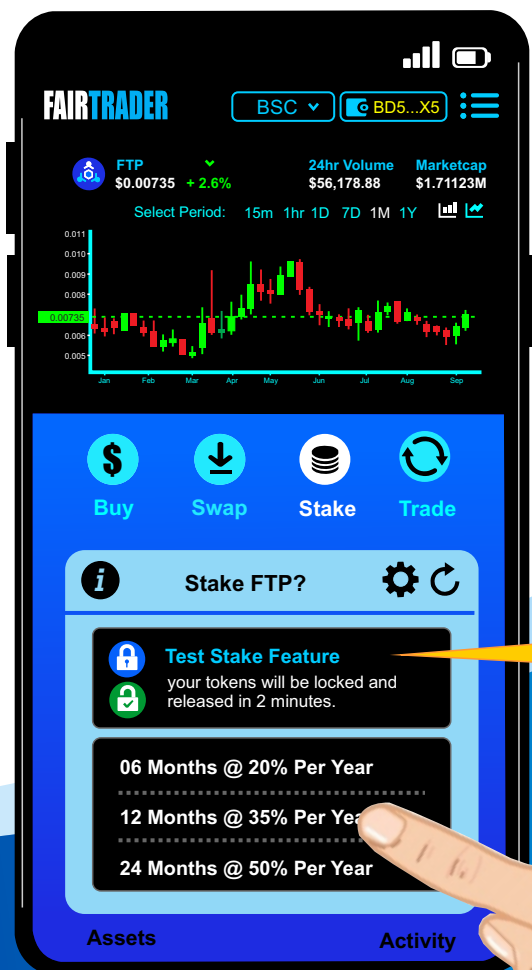 FAIRTRADER
BSC
BD5...X5
FTP
24hr Volume
Marketcap
$0.00735 + 2.6%
$56,178.88
$1.71123M
Select Period: 15m 1hr 1D 7D 1M 1Y
0.011
0.010
0.009
0.008
0.00735
0.006
0.005
Jan Feb Mar Apr May Jun Jul Aug Sep
$
Buy Swap Stake Trade
i
Stake FTP?
Test Stake Feature
your tokens will be locked and
released in 2 minutes.
06 Months @ 20% Per Year
12 Months @ 35% Per Yea
24 Months @ 50% Per Year
Assets
Activity